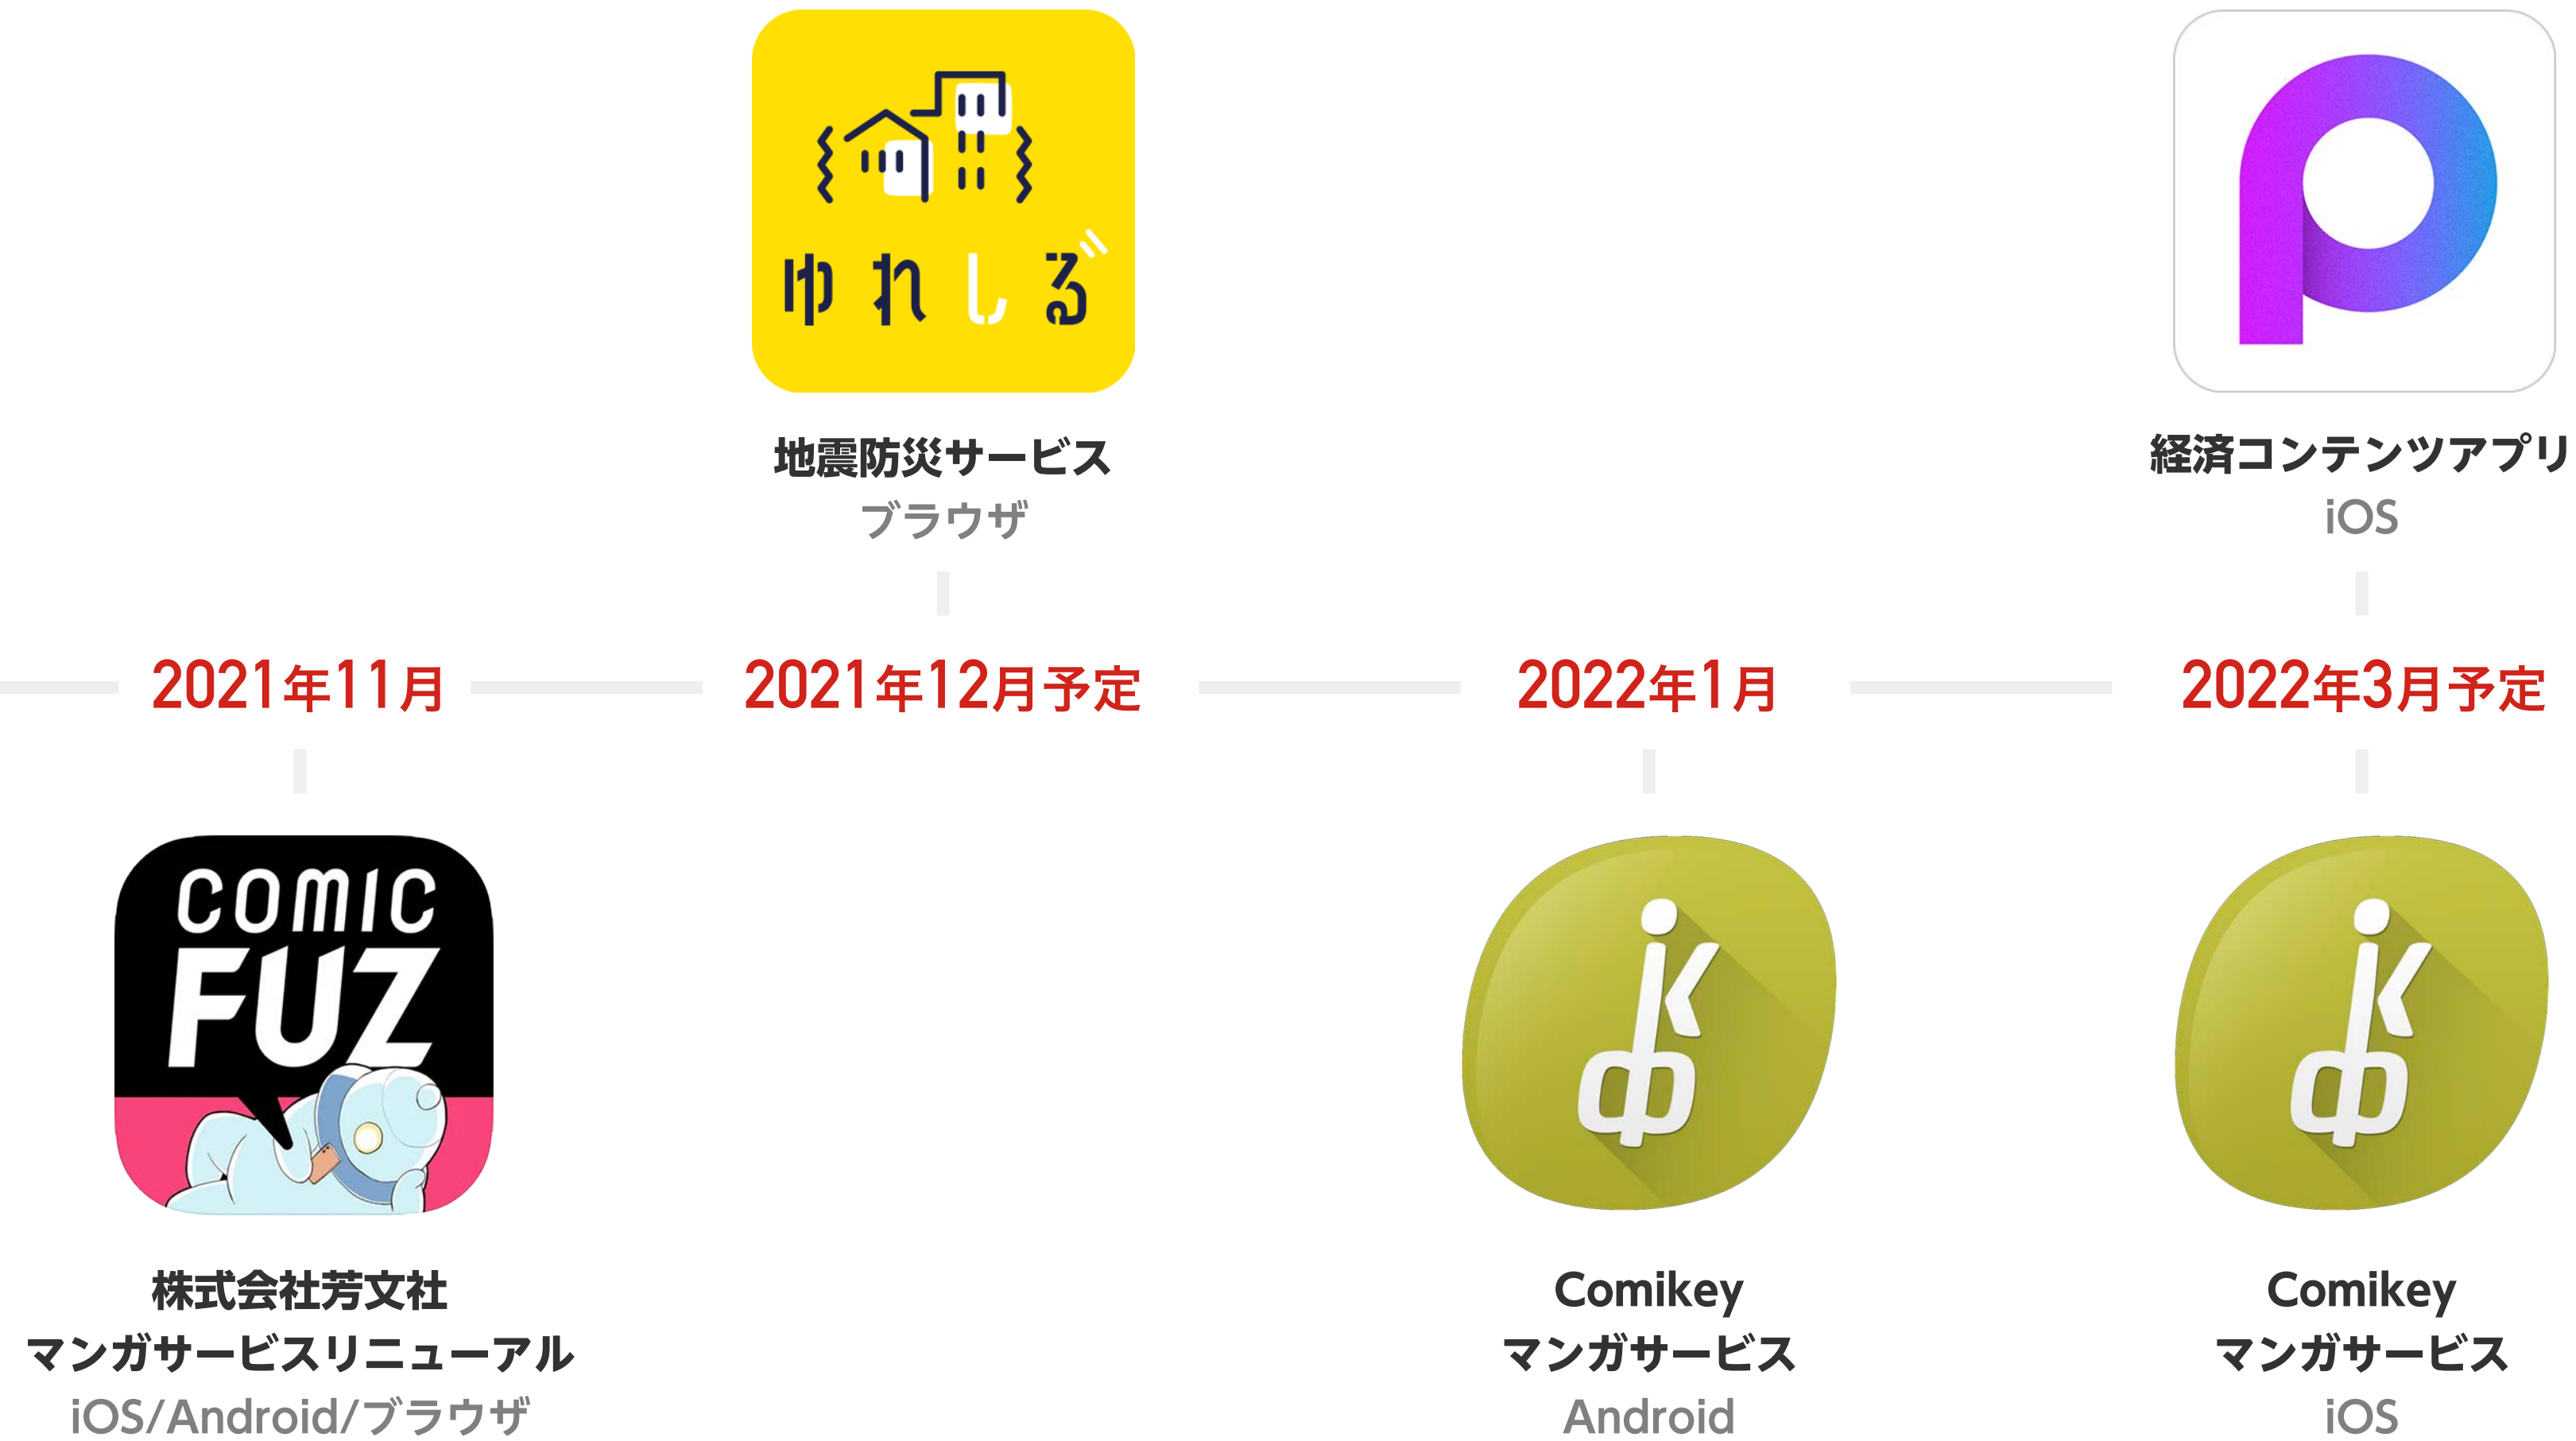 ゆれしる
地震防災サービス
ブラウザ
経済コンテンツアプリ
iOS
2021年11月
2021年12月予定
2022年1月
2022年3月予定
COMIC
FUZ
株式会社芳文社
マンガサービスリニューアル
iOS/Android/ブラウザ
Comikey
マンガサービス
Android
Comikey
マンガサービス
iOS